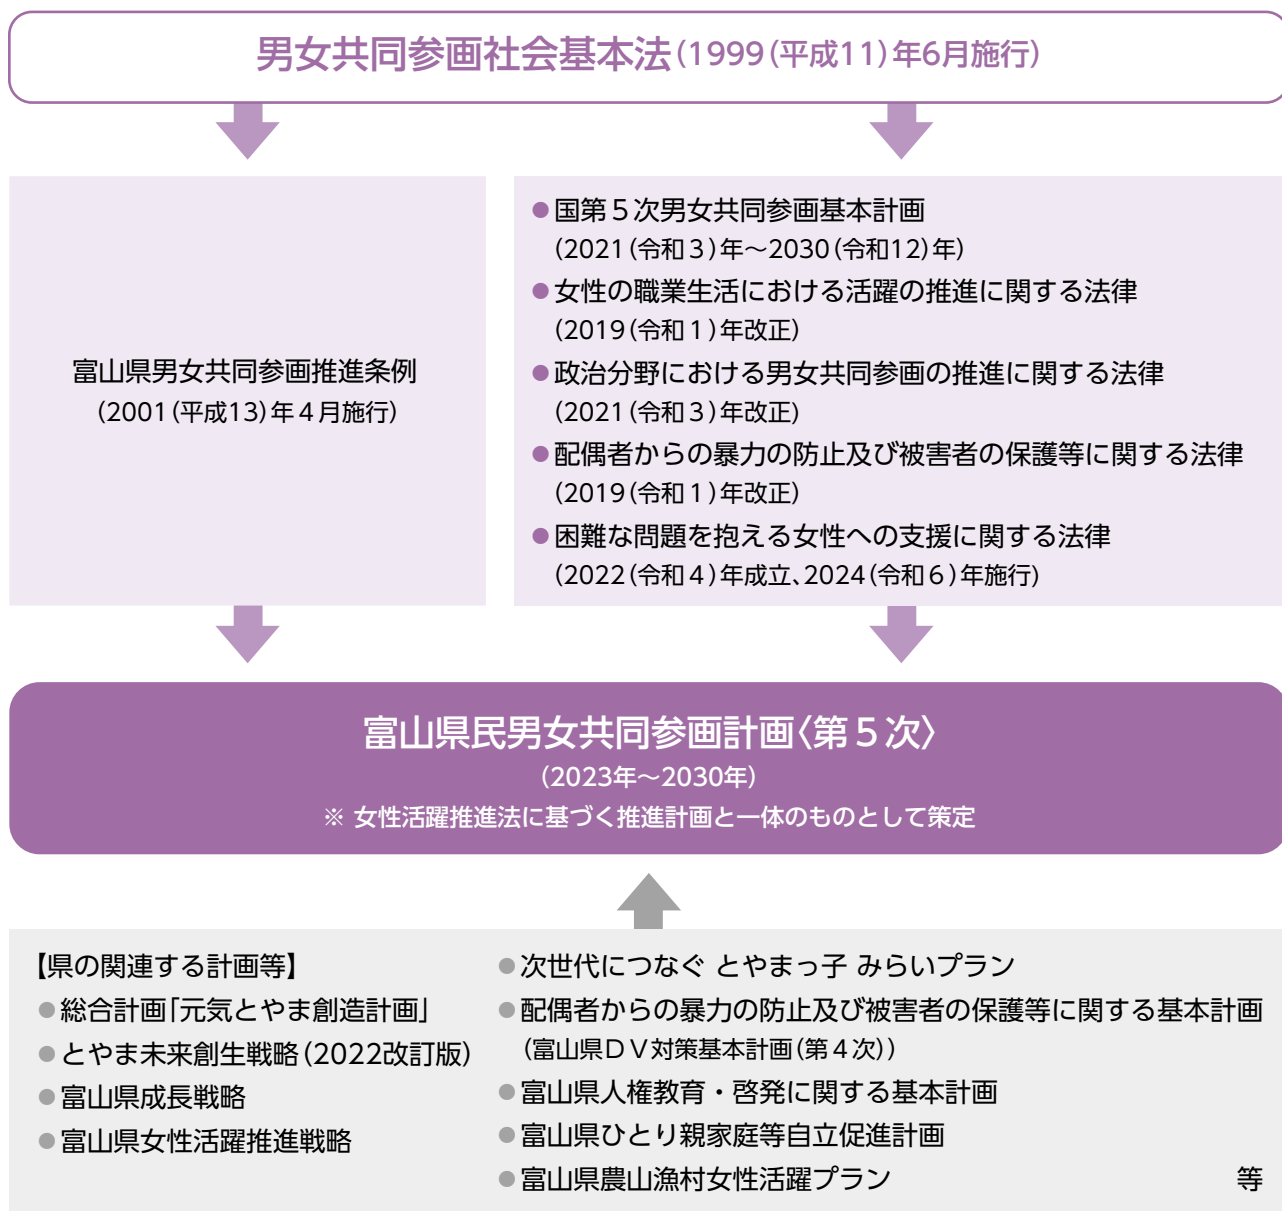 男女共同参画社会基本法(1999(平成11)年6月施行)
富山県男女共同参画推進条例
(2001(平成13)年4月施行)
●国第5次男女共同参画基本計画
(2021(令和3)年～2030(令和12)年)
●女性の職業生活における活躍の推進に関する法律
(2019(令和1)年改正)
●政治分野における男女共同参画の推進に関する法律
(2021(令和3)年改正)
●配偶者からの暴力の防止及び被害者の保護等に関する法律
(2019(令和1)年改正)
●困難な問題を抱える女性への支援に関する法律
(2022(令和4)年成立、2024(令和6)年施行)
富山県民男女共同参画計画〈第5次〉
(2023年～2030年)
※ 女性活躍推進法に基づく推進計画と一体のものとして策定
【県の関連する計画等】
●総合計画「元気とやま創造計画」
●とやま未来創生戦略(2022改訂版)
●富山県成長戦略
●富山県女性活躍推進戦略
●次世代につなぐ とやまっ子 みらいプラン
●配偶者からの暴力の防止及び被害者の保護等に関する基本計画
(富山県DV対策基本計画(第4次))
●富山県人権教育・啓発に関する基本計画
●富山県ひとり親家庭等自立促進計画
●富山県農山漁村女性活躍プラン 等